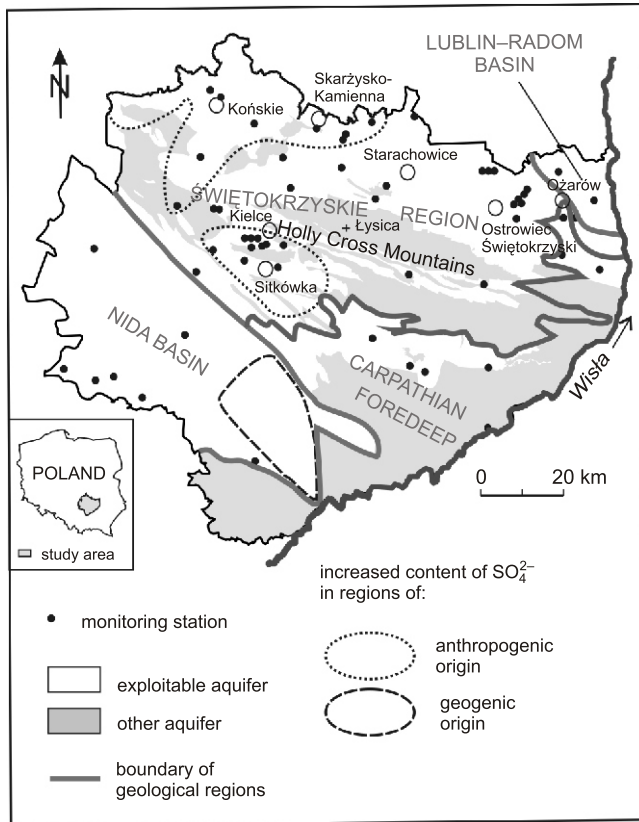 LUBLIN–RADOM
BASIN
N
Skarżysko-
Kamienna
Końskie
Starachowice
Ożarów
ŚWIĘTOKRZYSKIE REGION
Kielce
Łysica
Ostrowiec
Świętokrzyski
Holly Cross Mountains
Sitkówka
NIDA BASIN
CARPATHIAN
FOREDEEP
Wisła
POLAND
study area
0 20 km
increased content of SO₄²⁻
in regions of:
monitoring station
anthropogenic
origin
exploitable aquifer
geogenic
origin
other aquifer
boundary of
geological regions